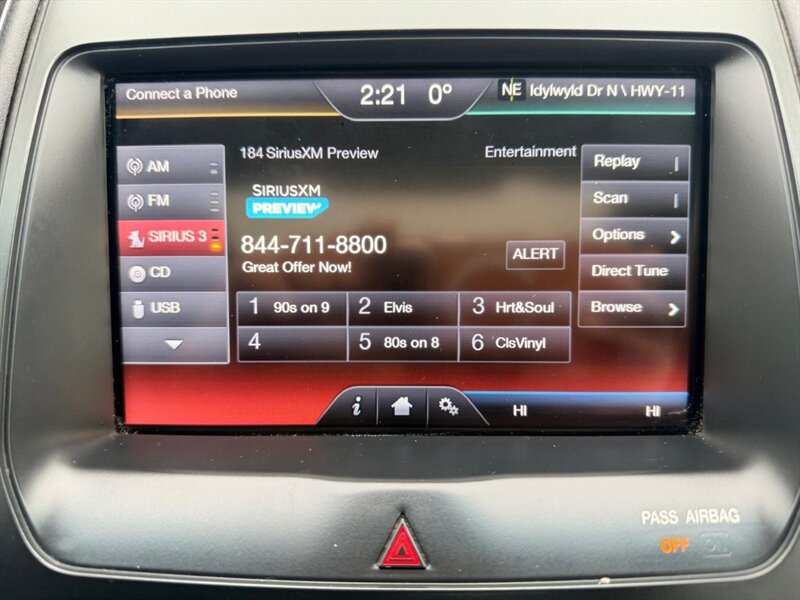 Connect a Phone
2:21 0°
NE Idylwyld Dr N \ HWY-11
184 SiriusXM Preview
Entertainment
AM
FM
SIRIUS 3
CD
USB
SIRIUSXM
PREVIEW
844-711-8800
Great Offer Now!
ALERT
1 90s on 9
2 Elvis
3 Hrt&Soul
4
5 80s on 8
6 ClsVinyl
Replay
Scan
Options
Direct Tune
Browse
i
HI
HI
PASS AIRBAG
OFF